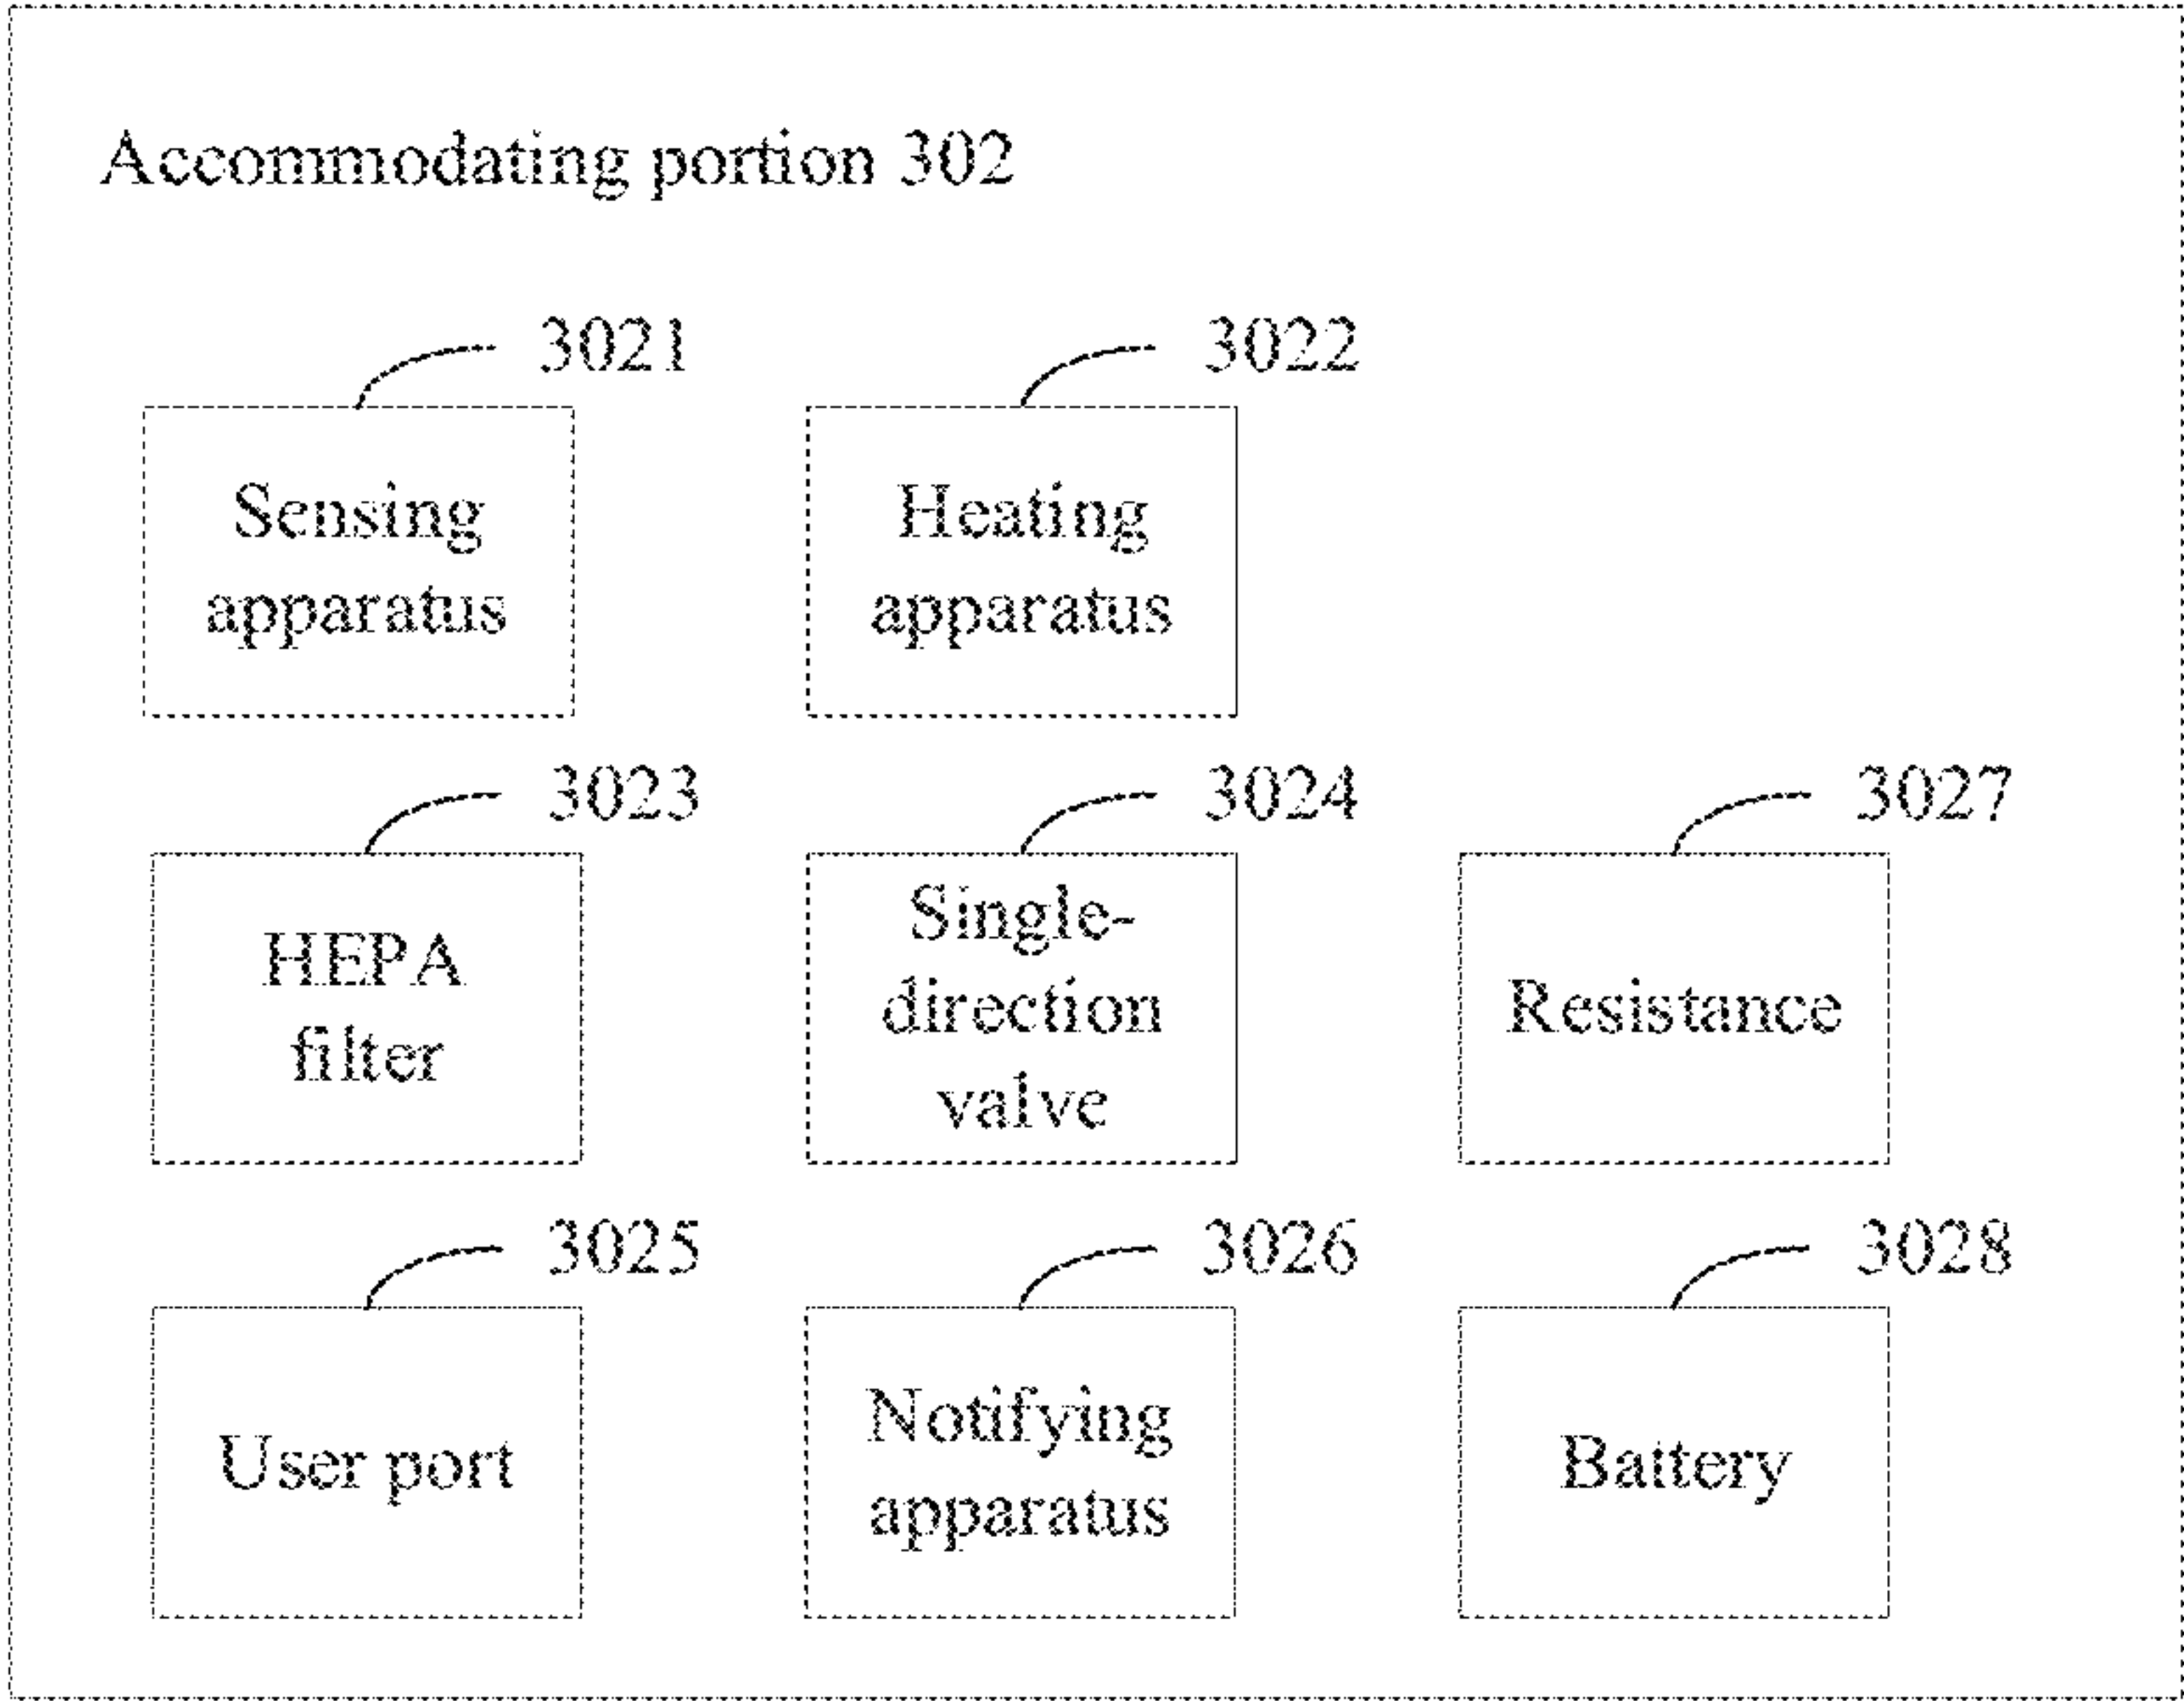 Accommodating portion 302
3021
Sensing
apparatus
3022
Heating
apparatus
3023
HEPA
filter
3024
Single-
direction
valve
3027
Resistance
3025
User port
3026
Notifying
apparatus
3028
Battery